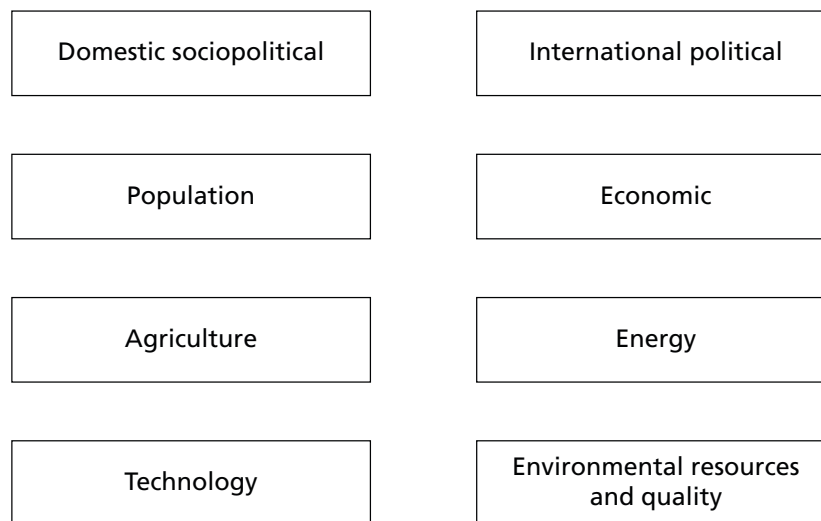 Domestic sociopolitical
International political
Population
Economic
Agriculture
Energy
Technology
Environmental resources
and quality